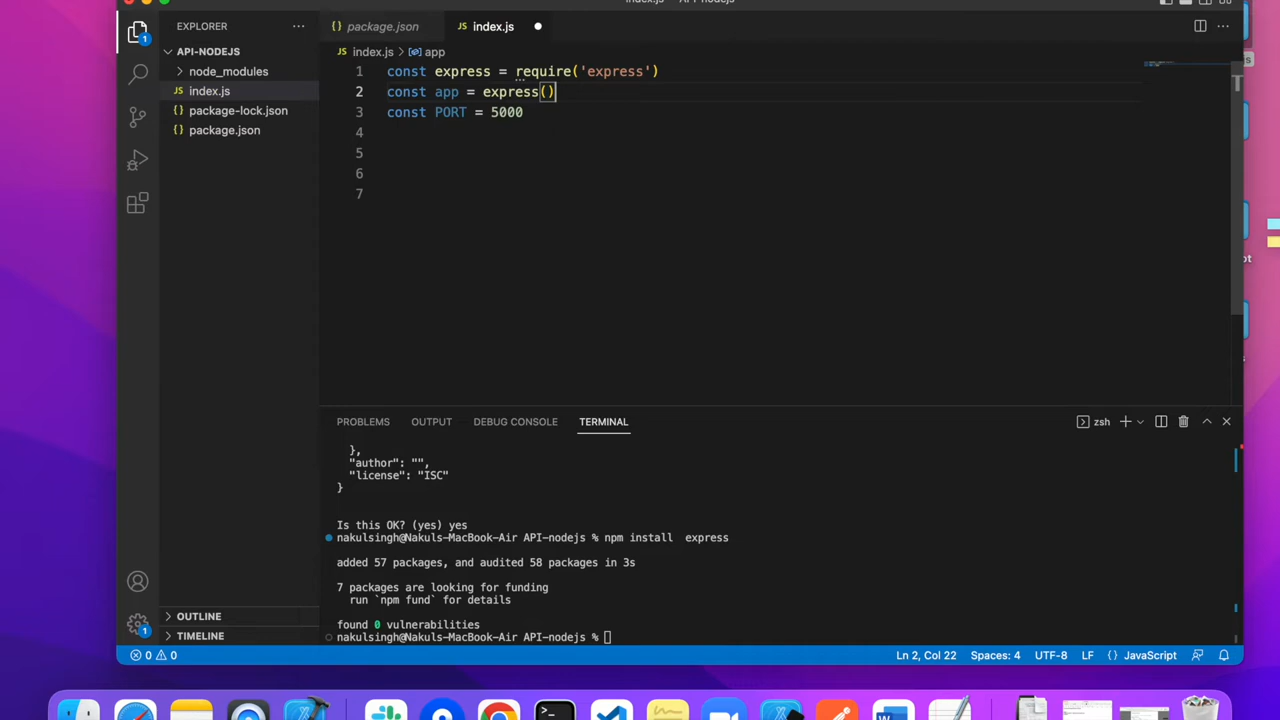 EXPLORER
package.json
index.js
API-NODEJS
index.js
app
node_modules
index.js
package-lock.json
package.json
1 const express = require('express')
2 const app = express()
3 const PORT = 5000
4
5
6
7
PROBLEMS OUTPUT DEBUG CONSOLE TERMINAL
zsh
},
"author": "",
"license": "ISC"
}
Is this OK? (yes) yes
nakulsingh@Nakuls-MacBook-Air API-nodejs % npm install  express
added 57 packages, and audited 58 packages in 3s
7 packages are looking for funding
run `npm fund` for details
found 0 vulnerabilities
nakulsingh@Nakuls-MacBook-Air API-nodejs %
OUTLINE
TIMELINE
0 0
Ln 2, Col 22 Spaces: 4 UTF-8 LF {} JavaScript